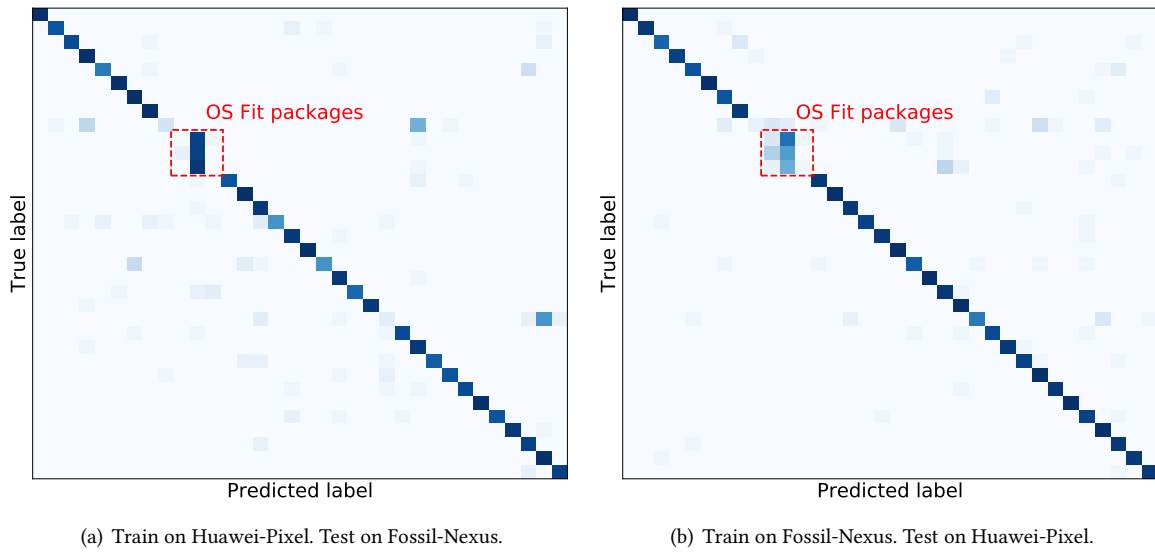 OS Fit packages
True label
Predicted label
(a) Train on Huawei-Pixel. Test on Fossil-Nexus.
OS Fit packages
True label
Predicted label
(b) Train on Fossil-Nexus. Test on Huawei-Pixel.